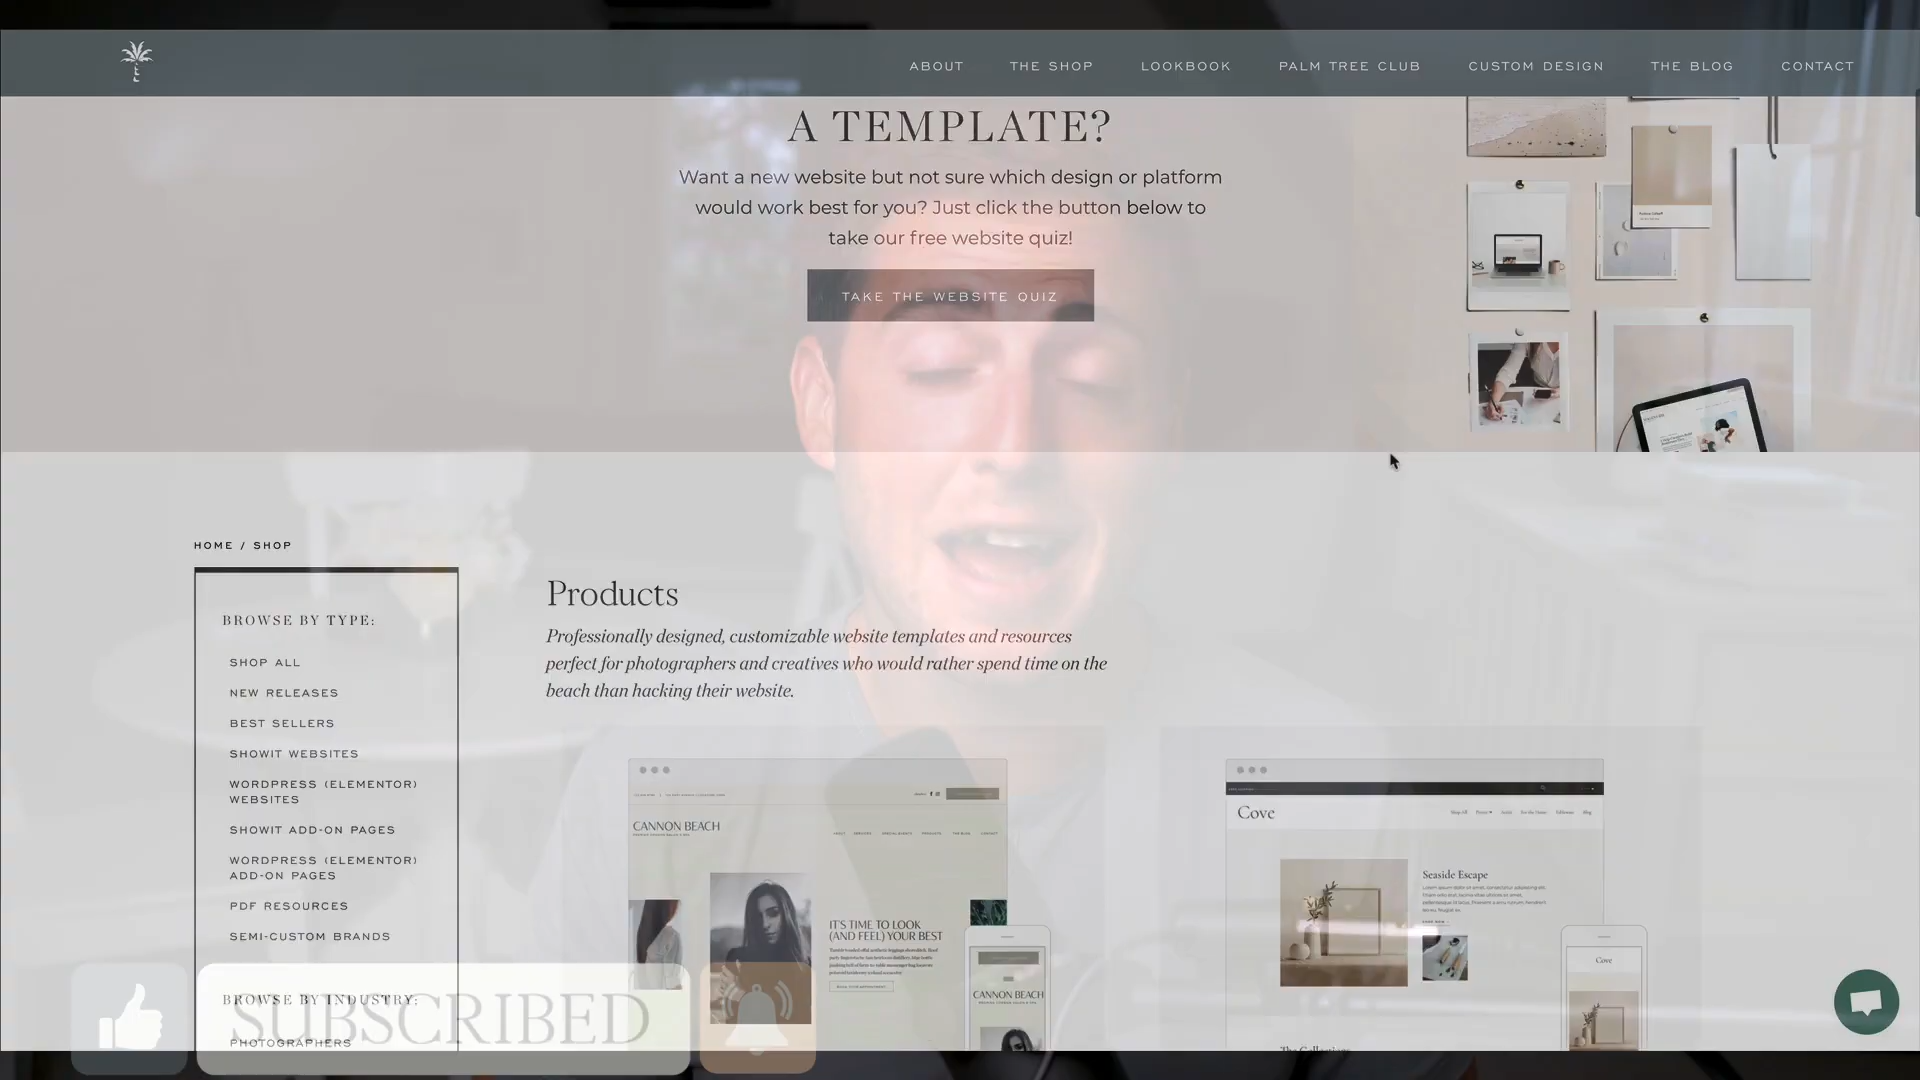 ABOUT THE SHOP LOOKBOOK PALM TREE CLUB CUSTOM DESIGN THE BLOG CONTACT
A TEMPLATE?
Want a new website but not sure which design or platform
would work best for you? Just click the button below to
take our free website quiz!
TAKE THE WEBSITE QUIZ
HOME / SHOP
BROWSE BY TYPE:
SHOP ALL
NEW RELEASES
BEST SELLERS
SHOWIT WEBSITES
WORDPRESS (ELEMENTOR)
WEBSITES
SHOWIT ADD-ON PAGES
WORDPRESS (ELEMENTOR)
ADD-ON PAGES
PDF RESOURCES
SEMI-CUSTOM BRANDS
BROWSE BY INDUSTRY:
PHOTOGRAPHERS
SUBSCRIBED
Products
Professionally designed, customizable website templates and resources
perfect for photographers and creatives who would rather spend time on the
beach than hacking their website.
CANNON BEACH
IT'S TIME TO LOOK
(AND FEEL) YOUR BEST
CANNON BEACH
Cove
Seaside Escape
Cove